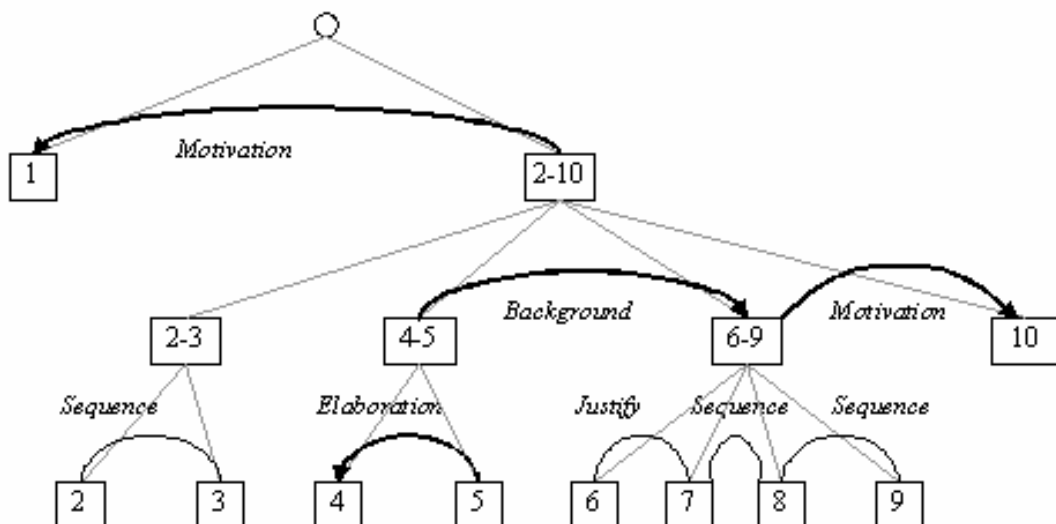 Motivation
1
2-10
Background
Motivation
2-3
4-5
6-9
10
Sequence
Elaboration
Justify
Sequence
Sequence
2
3
4
5
6
7
8
9